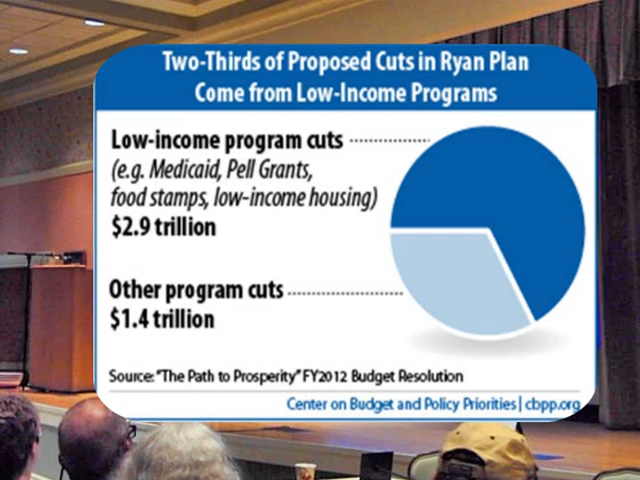 Two-Thirds of Proposed Cuts in Ryan Plan
Come from Low-Income Programs
Low-income program cuts
(e.g. Medicaid, Pell Grants,
food stamps, low-income housing)
$2.9 trillion
Other program cuts
$1.4 trillion
Source: "The Path to Prosperity" FY2012 Budget Resolution
Center on Budget and Policy Priorities | cbpp.org